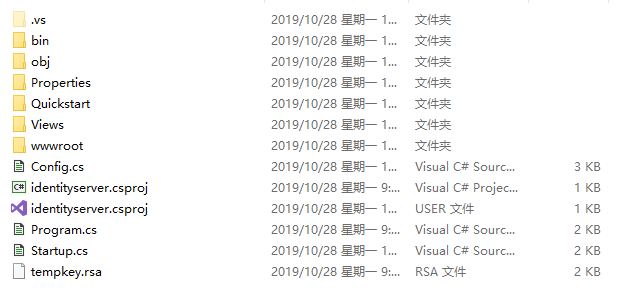 .vs 2019/10/28 星期一 1... 文件夹
bin 2019/10/28 星期一 1... 文件夹
obj 2019/10/28 星期一 1... 文件夹
Properties 2019/10/28 星期一 1... 文件夹
Quickstart 2019/10/28 星期一 1... 文件夹
Views 2019/10/28 星期一 1... 文件夹
wwwroot 2019/10/28 星期一 1... 文件夹
Config.cs 2019/10/28 星期一 1... Visual C# Sourc... 3 KB
C# identityserver.csproj 2019/10/28 星期一 9:... Visual C# Projec... 1 KB
identityserver.csproj 2019/10/28 星期一 1... USER 文件 1 KB
Program.cs 2019/10/28 星期一 9:... Visual C# Sourc... 2 KB
Startup.cs 2019/10/28 星期一 1... Visual C# Sourc... 2 KB
tempkey.rsa 2019/10/28 星期一 9:... RSA 文件 2 KB